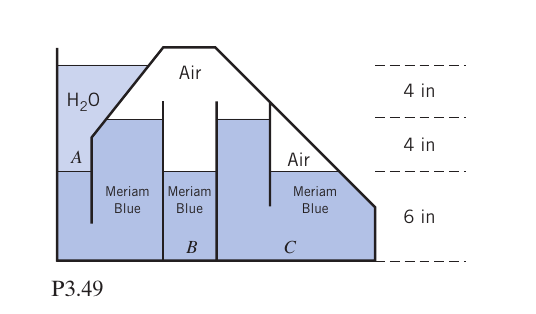 Air
H₂O
4 in
4 in
A
Air
Meriam
Blue
Meriam
Blue
Meriam
Blue
6 in
B
C
P3.49